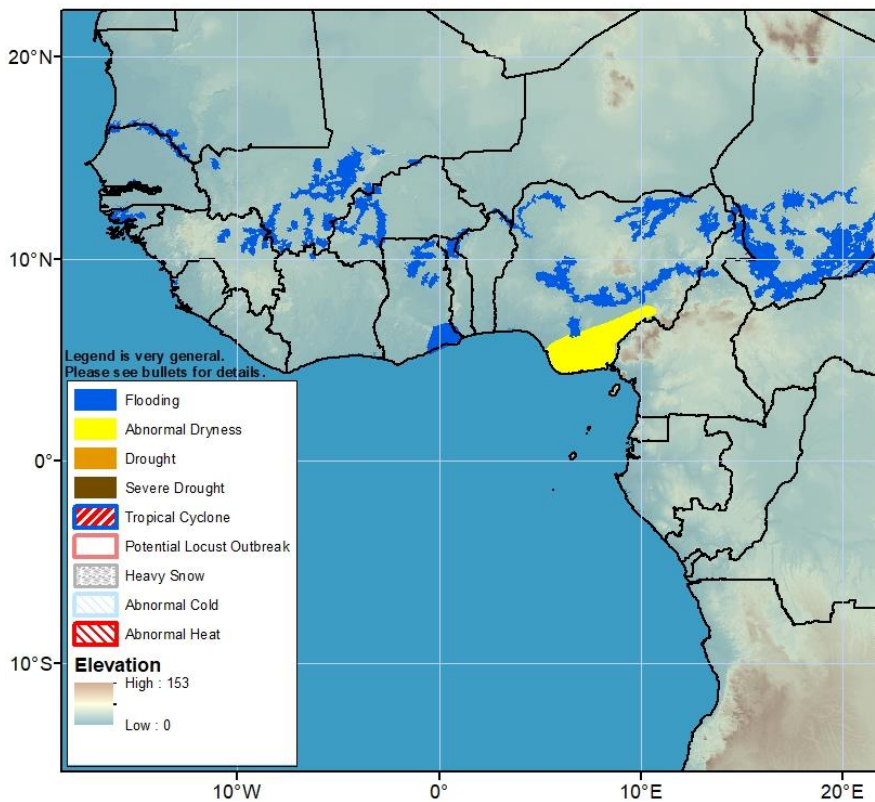 20°N
10°N
0°
10°S
Legend is very general.
Please see bullets for details.
Flooding
Abnormal Dryness
Drought
Severe Drought
Tropical Cyclone
Potential Locust Outbreak
Heavy Snow
Abnormal Cold
Abnormal Heat
Elevation
High : 153
Low : 0
10°W
0°
10°E
20°E